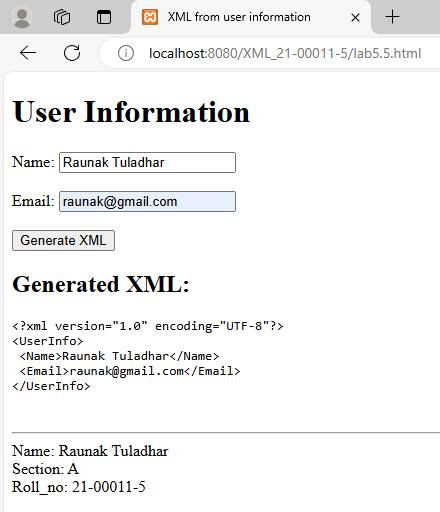 XML from user information
localhost:8080/XML_21-00011-5/lab5.5.html
User Information
Name: Raunak Tuladhar
Email: raunak@gmail.com
Generate XML
Generated XML:
<?xml version="1.0" encoding="UTF-8"?>
<UserInfo>
 <Name>Raunak Tuladhar</Name>
 <Email>raunak@gmail.com</Email>
</UserInfo>
Name: Raunak Tuladhar
Section: A
Roll_no: 21-00011-5